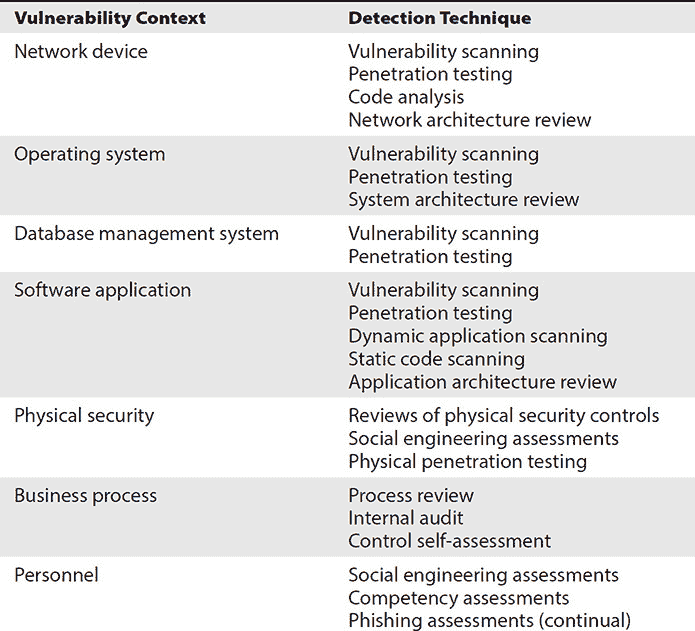 Vulnerability Context Detection Technique
Network device Vulnerability scanning
Penetration testing
Code analysis
Network architecture review
Operating system Vulnerability scanning
Penetration testing
System architecture review
Database management system Vulnerability scanning
Penetration testing
Software application Vulnerability scanning
Penetration testing
Dynamic application scanning
Static code scanning
Application architecture review
Physical security Reviews of physical security controls
Social engineering assessments
Physical penetration testing
Business process Process review
Internal audit
Control self-assessment
Personnel Social engineering assessments
Competency assessments
Phishing assessments (continual)